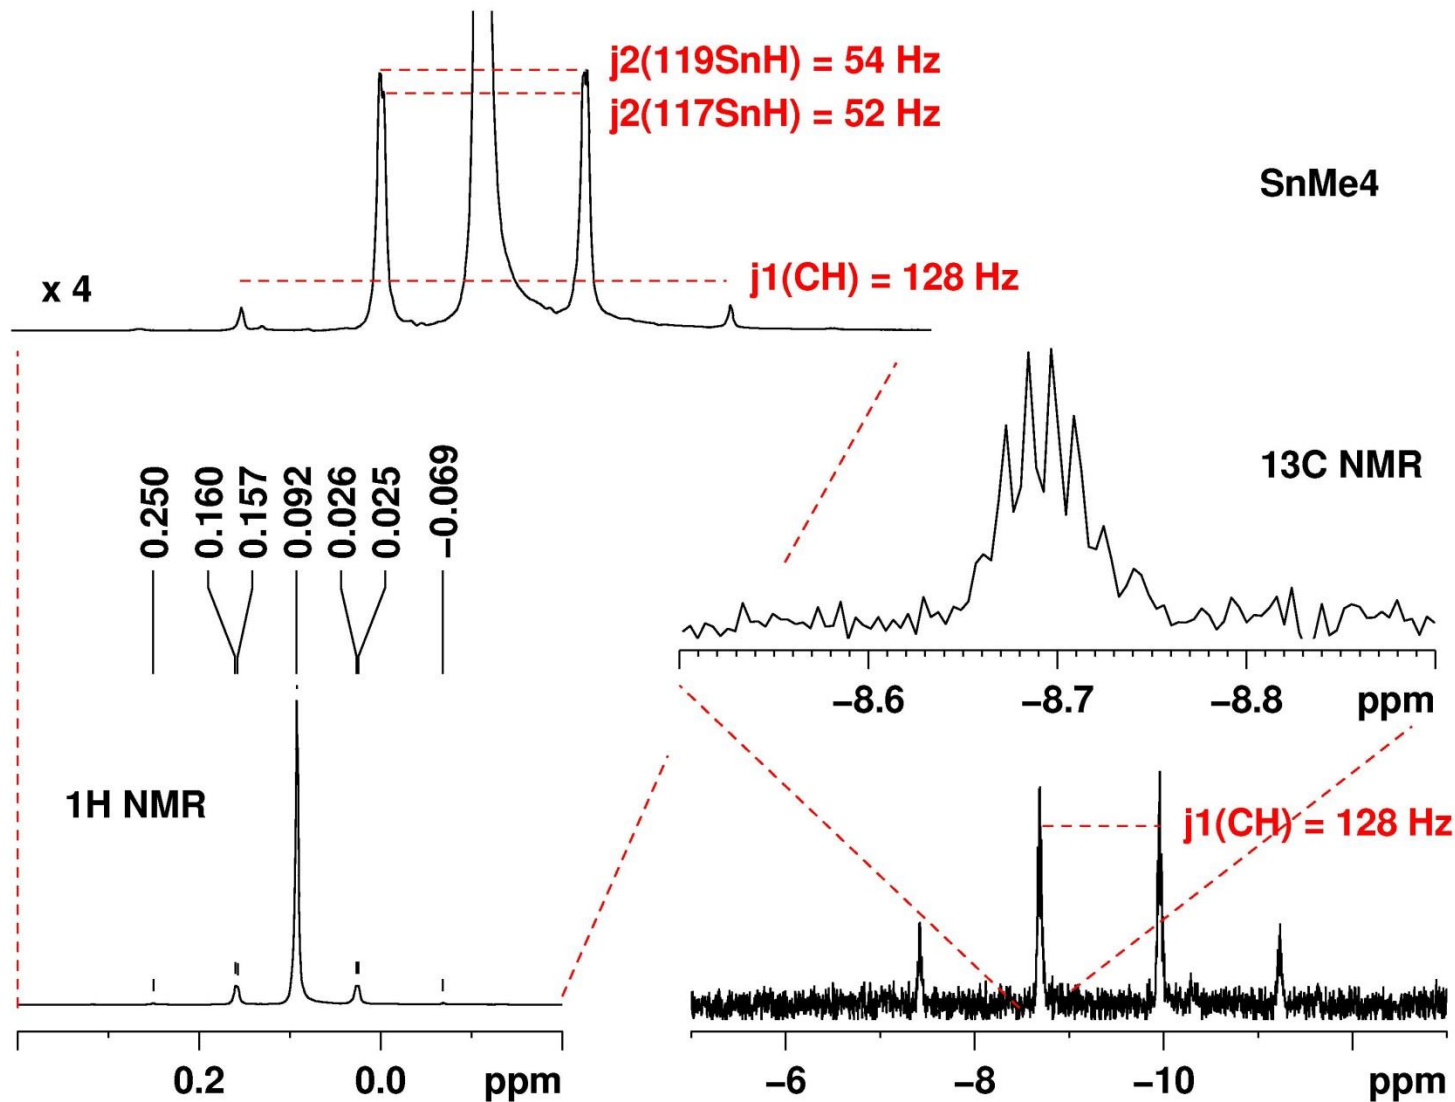 j2(119SnH) = 54 Hz
j2(117SnH) = 52 Hz
SnMe4
x 4
j1(CH) = 128 Hz
0.250
0.160
0.157
0.092
0.026
0.025
−0.069
13C NMR
−8.6 −8.7 −8.8 ppm
1H NMR
j1(CH) = 128 Hz
0.2 0.0 ppm
−6 −8 −10 ppm